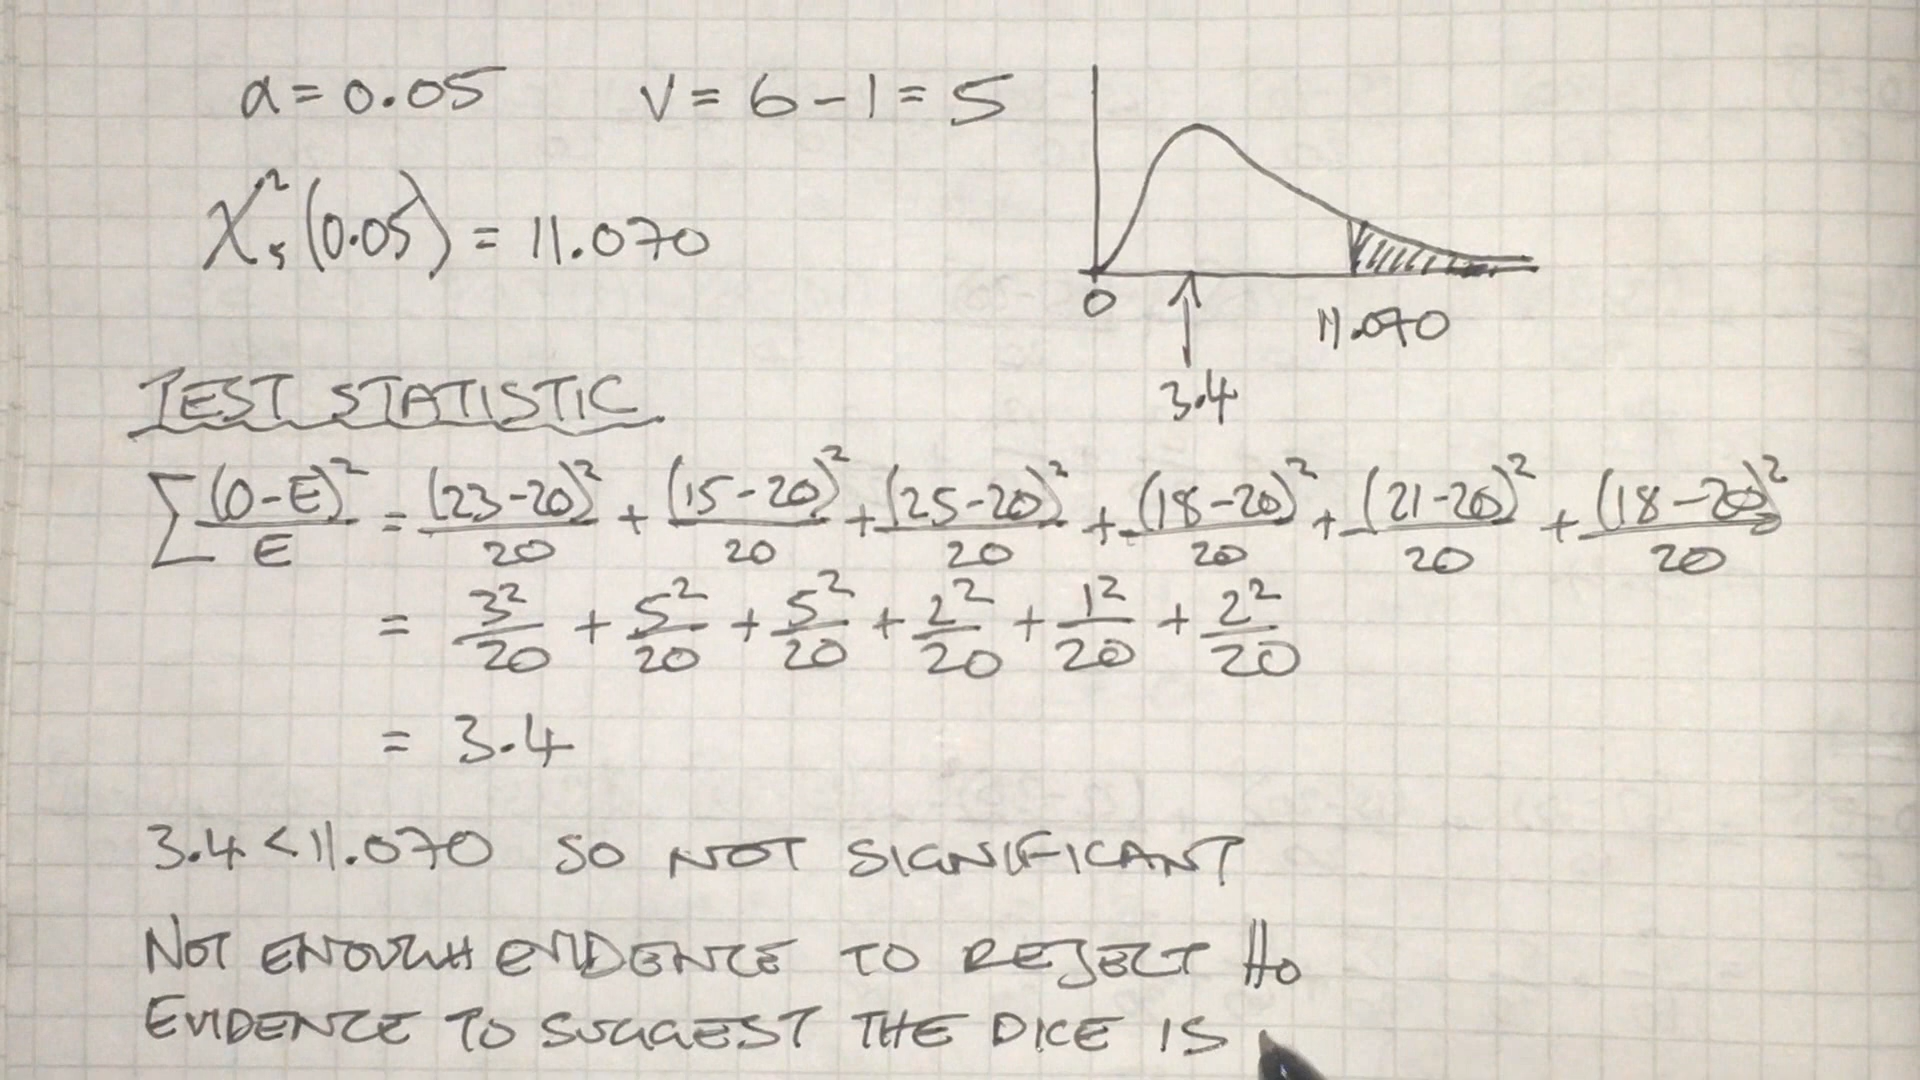 α = 0.05 ν = 6 - 1 = 5
χ²₅(0.05) = 11.070
0
11.070
3.4
TEST STATISTIC
∑ (O-E)²/E = (23-20)²/20 + (15-20)²/20 + (25-20)²/20 + (18-20)²/20 + (21-20)²/20 + (18-20)²/20
= 3²/20 + 5²/20 + 5²/20 + 2²/20 + 1²/20 + 2²/20
= 3.4
3.4 < 11.070 SO NOT SIGNIFICANT
NOT ENOUGH EVIDENCE TO REJECT H₀
EVIDENCE TO SUGGEST THE DICE IS